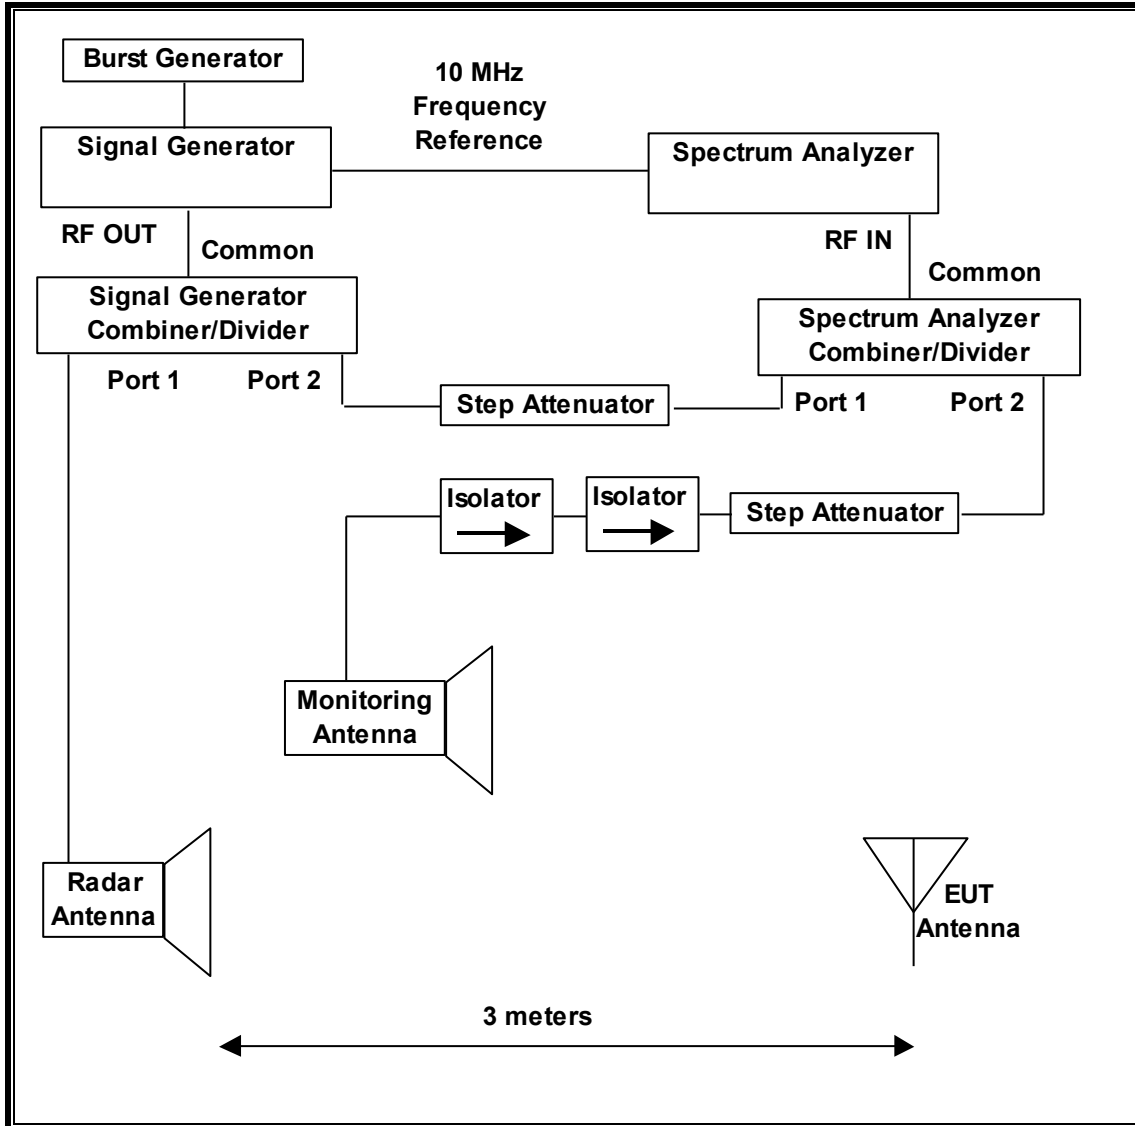 Burst Generator
10 MHz
Frequency
Reference
Signal Generator
Spectrum Analyzer
RF OUT
Common
RF IN
Common
Signal Generator
Combiner/Divider
Spectrum Analyzer
Combiner/Divider
Port 1
Port 2
Step Attenuator
Port 1
Port 2
Isolator
Isolator
Step Attenuator
Monitoring
Antenna
Radar
Antenna
EUT
Antenna
3 meters